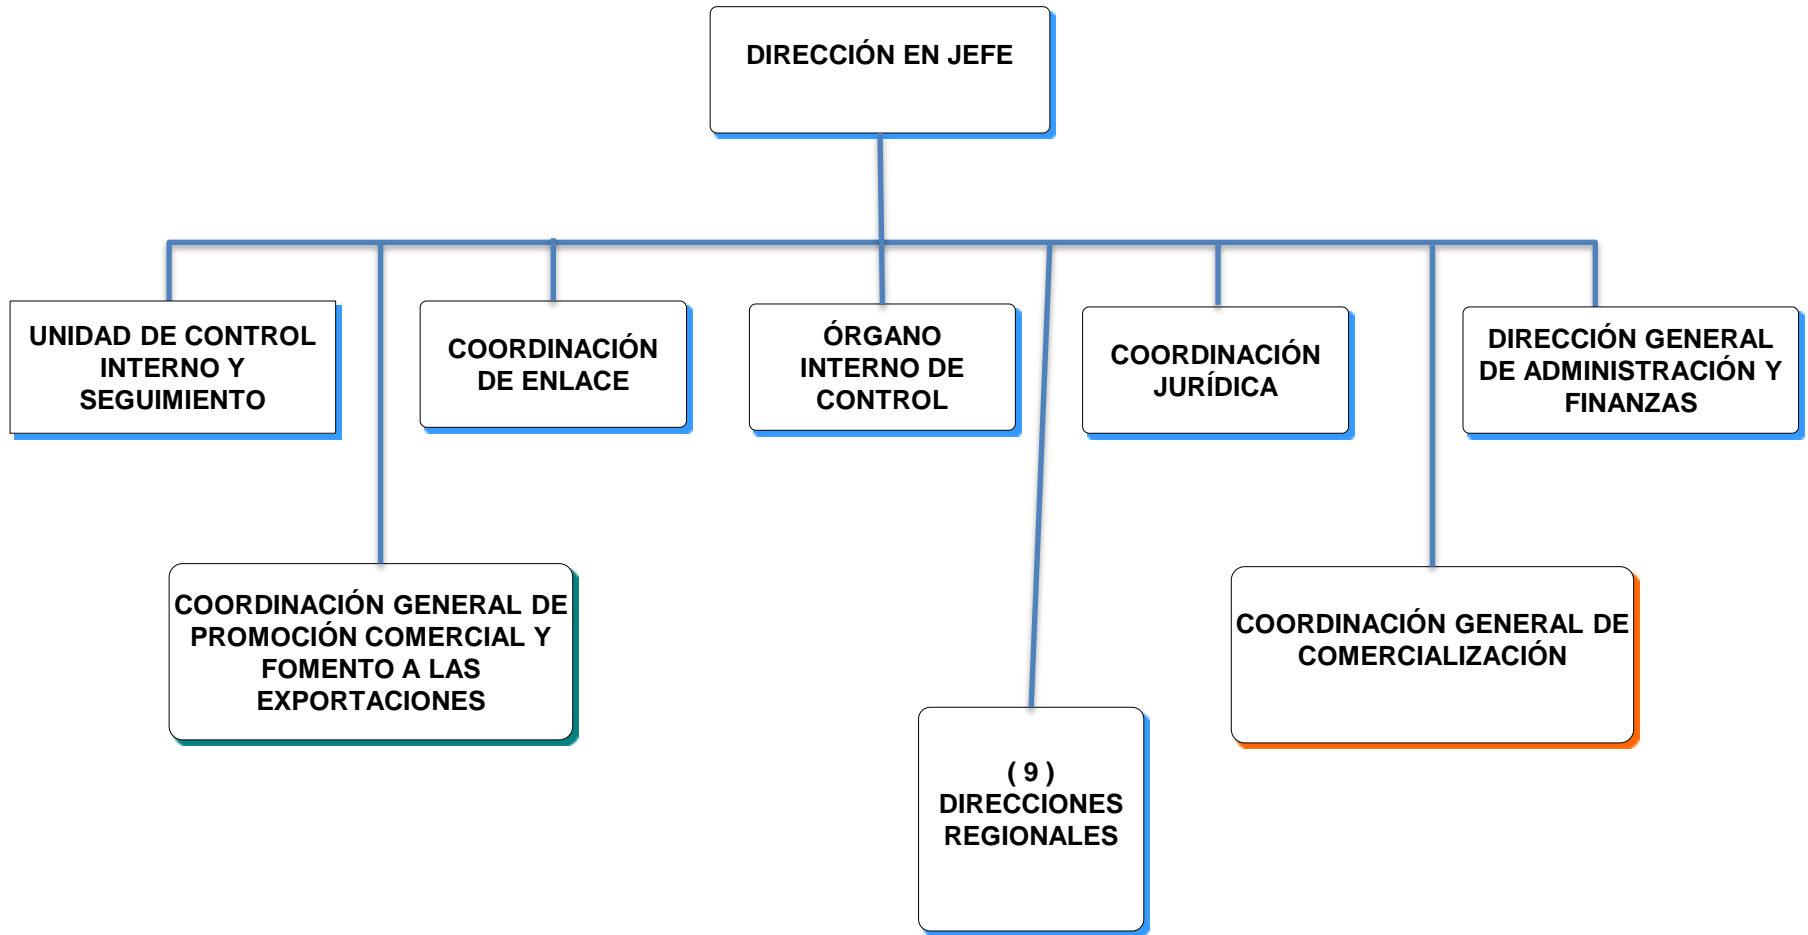 DIRECCIÓN EN JEFE
UNIDAD DE CONTROL
INTERNO Y
SEGUIMIENTO
COORDINACIÓN
DE ENLACE
ÓRGANO
INTERNO DE
CONTROL
COORDINACIÓN
JURÍDICA
DIRECCIÓN GENERAL
DE ADMINISTRACIÓN Y
FINANZAS
COORDINACIÓN GENERAL DE
PROMOCIÓN COMERCIAL Y
FOMENTO A LAS
EXPORTACIONES
COORDINACIÓN GENERAL DE
COMERCIALIZACIÓN
( 9 )
DIRECCIONES
REGIONALES